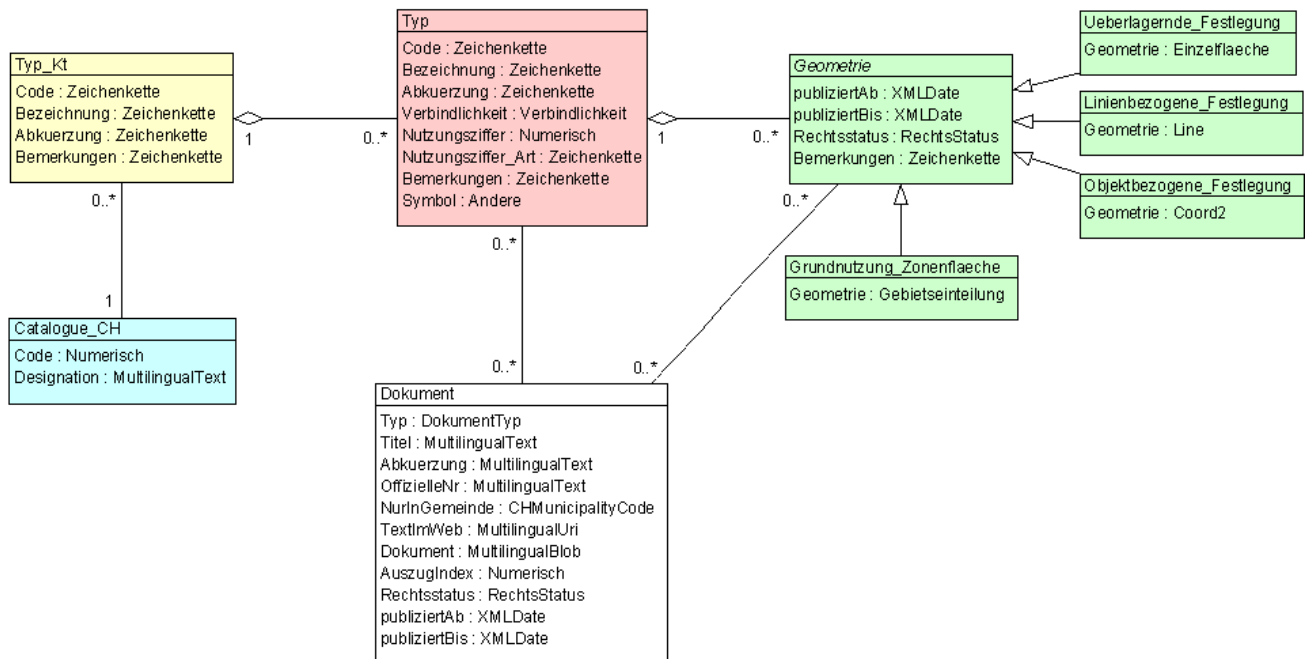 Typ_Kt
Code : Zeichenkette
Bezeichnung : Zeichenkette
Abkuerzung : Zeichenkette
Bemerkungen : Zeichenkette
1
0..*
0..*
1
Catalogue_CH
Code : Numerisch
Designation : MultilingualText
Typ
Code : Zeichenkette
Bezeichnung : Zeichenkette
Abkuerzung : Zeichenkette
Verbindlichkeit : Verbindlichkeit
Nutzungsziffer : Numerisch
Nutzungsziffer_Art : Zeichenkette
Bemerkungen : Zeichenkette
Symbol : Andere
1
0..*
0..*
0..*
Geometrie
publiziertAb : XMLDate
publiziertBis : XMLDate
Rechtsstatus : RechtsStatus
Bemerkungen : Zeichenkette
0..*
0..*
Ueberlagernde_Festlegung
Geometrie : Einzelflaeche
Linienbezogene_Festlegung
Geometrie : Line
Objektbezogene_Festlegung
Geometrie : Coord2
Grundnutzung_Zonenflaeche
Geometrie : Gebietseinteilung
Dokument
Typ : DokumentTyp
Titel : MultilingualText
Abkuerzung : MultilingualText
OffizielleNr : MultilingualText
NurInGemeinde : CHMunicipalityCode
TextImWeb : MultilingualUri
Dokument : MultilingualBlob
AuszugIndex : Numerisch
Rechtsstatus : RechtsStatus
publiziertAb : XMLDate
publiziertBis : XMLDate